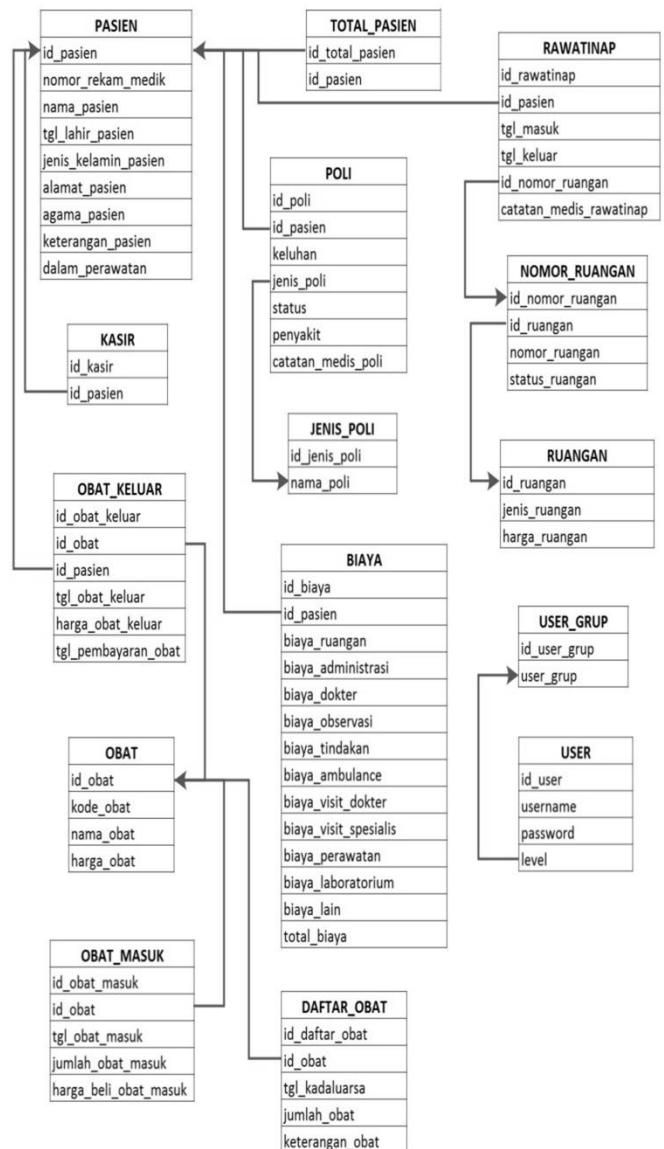 PASIEN
id_pasien
nomor_rekam_medik
nama_pasien
tgl_lahir_pasien
jenis_kelamin_pasien
alamat_pasien
agama_pasien
keterangan_pasien
dalam_perawatan
TOTAL_PASIEN
id_total_pasien
id_pasien
RAWATINAP
id_rawatinap
id_pasien
tgl_masuk
tgl_keluar
id_nomor_ruangan
catatan_medis_rawatinap
POLI
id_poli
id_pasien
keluhan
jenis_poli
status
penyakit
catatan_medis_poli
NOMOR_RUANGAN
id_nomor_ruangan
id_ruangan
nomor_ruangan
status_ruangan
KASIR
id_kasir
id_pasien
JENIS_POLI
id_jenis_poli
nama_poli
RUANGAN
id_ruangan
jenis_ruangan
harga_ruangan
OBAT_KELUAR
id_obat_keluar
id_obat
id_pasien
tgl_obat_keluar
harga_obat_keluar
tgl_pembayaran_obat
BIAYA
id_biaya
id_pasien
biaya_ruangan
biaya_administrasi
biaya_dokter
biaya_observasi
biaya_tindakan
biaya_ambulance
biaya_visit_dokter
biaya_visit_spesialis
biaya_perawatan
biaya_laboratorium
biaya_lain
total_biaya
USER_GRUP
id_user_grup
user_grup
USER
id_user
username
password
level
OBAT
id_obat
kode_obat
nama_obat
harga_obat
OBAT_MASUK
id_obat_masuk
id_obat
tgl_obat_masuk
jumlah_obat_masuk
harga_beli_obat_masuk
DAFTAR_OBAT
id_daftar_obat
id_obat
tgl_kadaluarsa
jumlah_obat
keterangan_obat